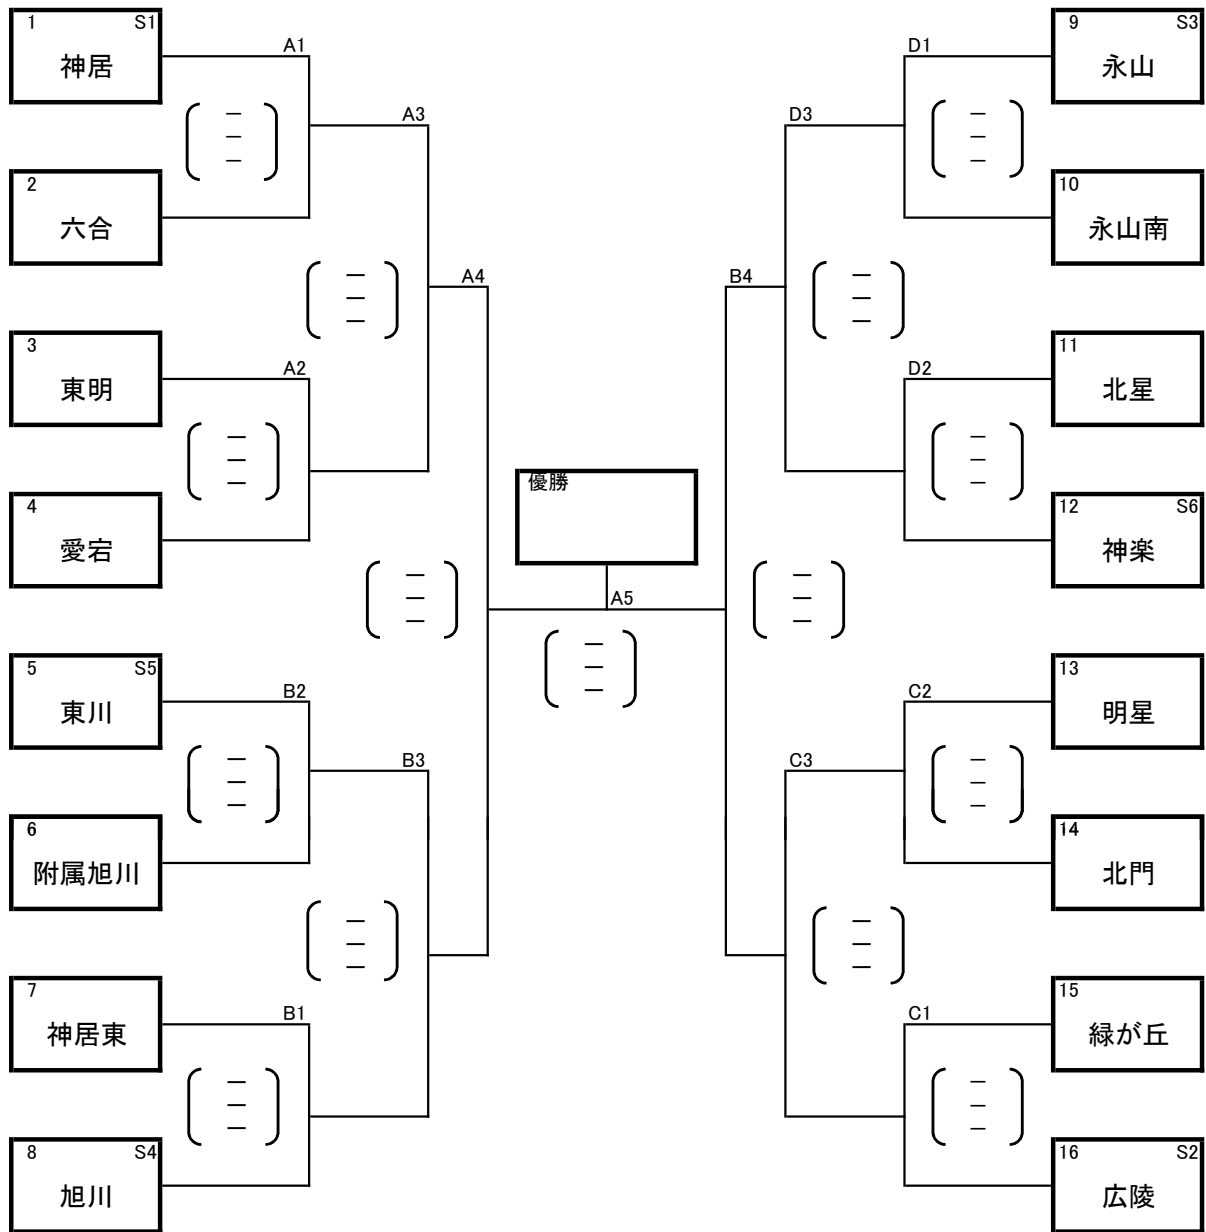 1 S1
神居
A1
A3
2
六合
A4
3
東明
A2
4
愛宕
5 S5
東川
B2
B3
6
附属旭川
7
神居東
B1
8 S4
旭川
優勝
A5
9 S3
永山
D1
D3
10
永山南
B4
11
北星
D2
12 S6
神楽
13
明星
C2
C3
14
北門
15
緑が丘
C1
16 S2
広陵